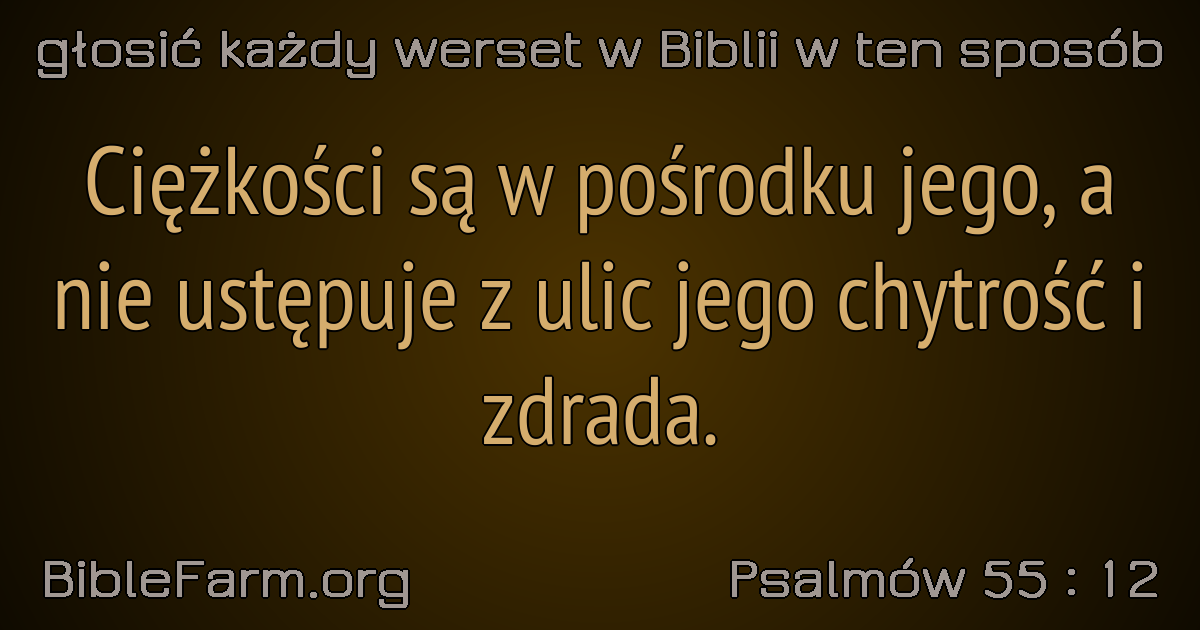 głosić każdy werset w Biblii w ten sposób
Ciężkości są w pośrodku jego, a
nie ustępuje z ulic jego chytrość i
zdrada.
BibleFarm.org
Psalmów 55 : 12